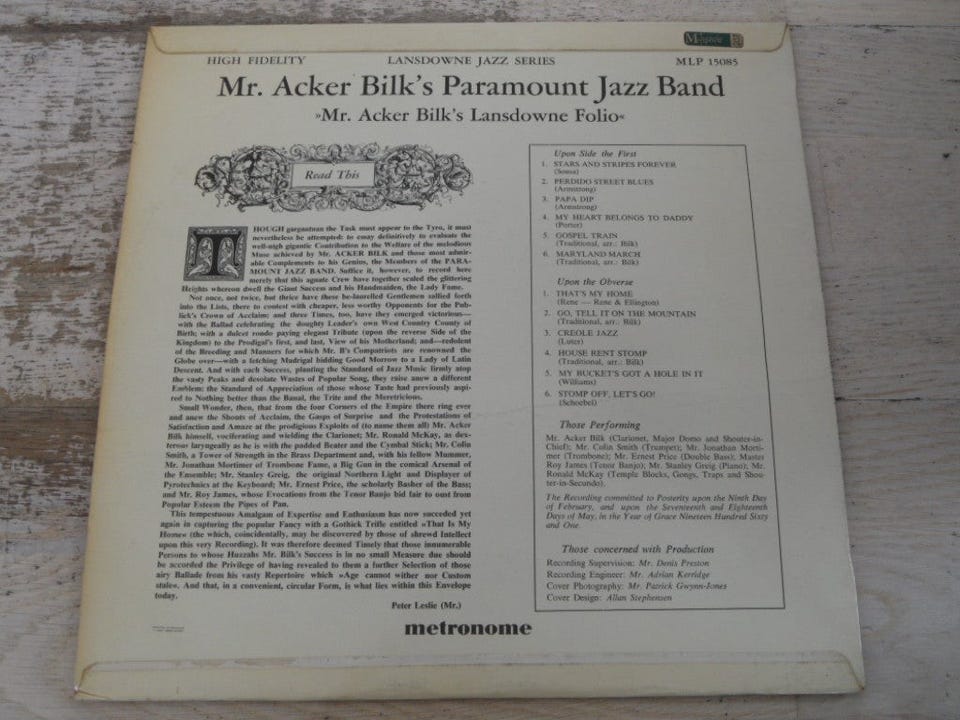 Metronome
HIGH FIDELITY LANSDOWNE JAZZ SERIES MLP 15085
Mr. Acker Bilk's Paramount Jazz Band
»Mr. Acker Bilk's Lansdowne Folio«
Read This
THOUGH gargantuan the Task must appear to the Tyro, it must
nevertheless be attempted: to essay definitively to evaluate the
well-nigh gigantic Contribution to the Welfare of the melodious
Muse achieved by Mr. ACKER BILK and those most admir-
able Complements to his Genius, the Members of the PARA-
MOUNT JAZZ BAND. Suffice it, however, to record here
merely that this agnate Crew have together scaled the glittering
Heights whereon dwell the Giant Success and his Handmaiden, the Lady Fame.
Not once, not twice, but thrice have these be-laurelled Gentlemen sallied forth
into the Lists, there to contest with cheaper, less worthy Opponents for the Pub-
lick's Crown of Acclaim; and three Times, too, have they emerged victorious—
with the Ballad celebrating the doughty Leader's own West Country County of
Birth; with a dulcet rondo paying elegant Tribute (upon the reverse Side of the
Kingdom) to the Prodigal's first, and last, View of his Motherland; and—redolent
of the Breeding and Manners for which Mr. B's Compatriots are renowned the
Globe over—with a fetching Madrigal bidding Good Morrow to a Lady of Latin
Descent. And with each Success, planting the Standard of Jazz Music firmly atop
the vasty Peaks and desolate Wastes of Popular Song, they raise anew a different
Emblem: the Standard of Appreciation of those whose Taste had previously aspi-
red to Nothing better than the Banal, the Trite and the Meretricious.
Small Wonder, then, that from the four Corners of the Empire there ring ever
and anew the Shouts of Acclaim, the Gasps of Surprise and the Protestations of
Satisfaction and Amaze at the prodigious Exploits of (to name them all) Mr. Acker
Bilk himself, vociferating and wielding the Clarionet; Mr. Ronald McKay, as dex-
terous laryngeally as he is with the padded Beater and the Cymbal Stick; Mr. Colin
Smith, a Tower of Strength in the Brass Department and, with his fellow Mummer,
Mr. Jonathan Mortimer of Trombone Fame, a Big Gun in the comical Arsenal of
the Ensemble; Mr. Stanley Greig, the original Northern Light and Displayer of
Pyrotechnics at the Keyboard; Mr. Ernest Price, the scholarly Basher of the Bass;
and Mr. Roy James, whose Evocations from the Tenor Banjo bid fair to oust from
Popular Esteem the Pipes of Pan.
This tempestuous Amalgam of Expertise and Enthusiasm has now succeeded yet
again in capturing the popular Fancy with a Gothick Trifle entitled »That Is My
Home« (the which, coincidentally, may be discovered by those of shrewd Intellect
upon this very Recording). It was therefore deemed Timely that those innumerable
Persons to whose Huzzahs Mr. Bilk's Success is in no small Measure due should
be accorded the Privilege of having revealed to them a further Selection of those
airy Ballads from his vasty Repertoire which »Age cannot wither nor Custom
stale«. And that, in a convenient, circular Form, is what lies within this Envelope
today.
Peter Leslie (Mr.)
Upon Side the First
1. STARS AND STRIPES FOREVER
(Sousa)
2. PERDIDO STREET BLUES
(Armstrong)
3. PAPA DIP
(Armstrong)
4. MY HEART BELONGS TO DADDY
(Porter)
5. GOSPEL TRAIN
(Traditional, arr.: Bilk)
6. MARYLAND MARCH
(Traditional, arr.: Bilk)
Upon the Obverse
1. THAT'S MY HOME
(Rene — Rene & Ellington)
2. GO, TELL IT ON THE MOUNTAIN
(Traditional, arr.: Bilk)
3. CREOLE JAZZ
(Luter)
4. HOUSE RENT STOMP
(Traditional, arr.: Bilk)
5. MY BUCKET'S GOT A HOLE IN IT
(Williams)
6. STOMP OFF, LET'S GO!
(Schoebel)
Those Performing
Mr. Acker Bilk (Clarionet, Major Domo and Shouter-in-
Chief); Mr. Colin Smith (Trumpet); Mr. Jonathan Morti-
mer (Trombone); Mr. Ernest Price (Double Bass); Master
Roy James (Tenor Banjo); Mr. Stanley Greig (Piano); Mr.
Ronald McKay (Temple Blocks, Gongs, Traps and Shou-
ter-in-Second).
The Recording committed to Posterity upon the Ninth Day
of February, and upon the Seventeenth and Eighteenth
Days of May, in the Year of Grace Nineteen Hundred Sixty
and One.
Those concerned with Production
Recording Supervision: Mr. Denis Preston
Recording Engineer: Mr. Adrian Kerridge
Cover Photography: Mr. Patrick Gwynn-Jones
Cover Design: Allan Stephensen
metronome